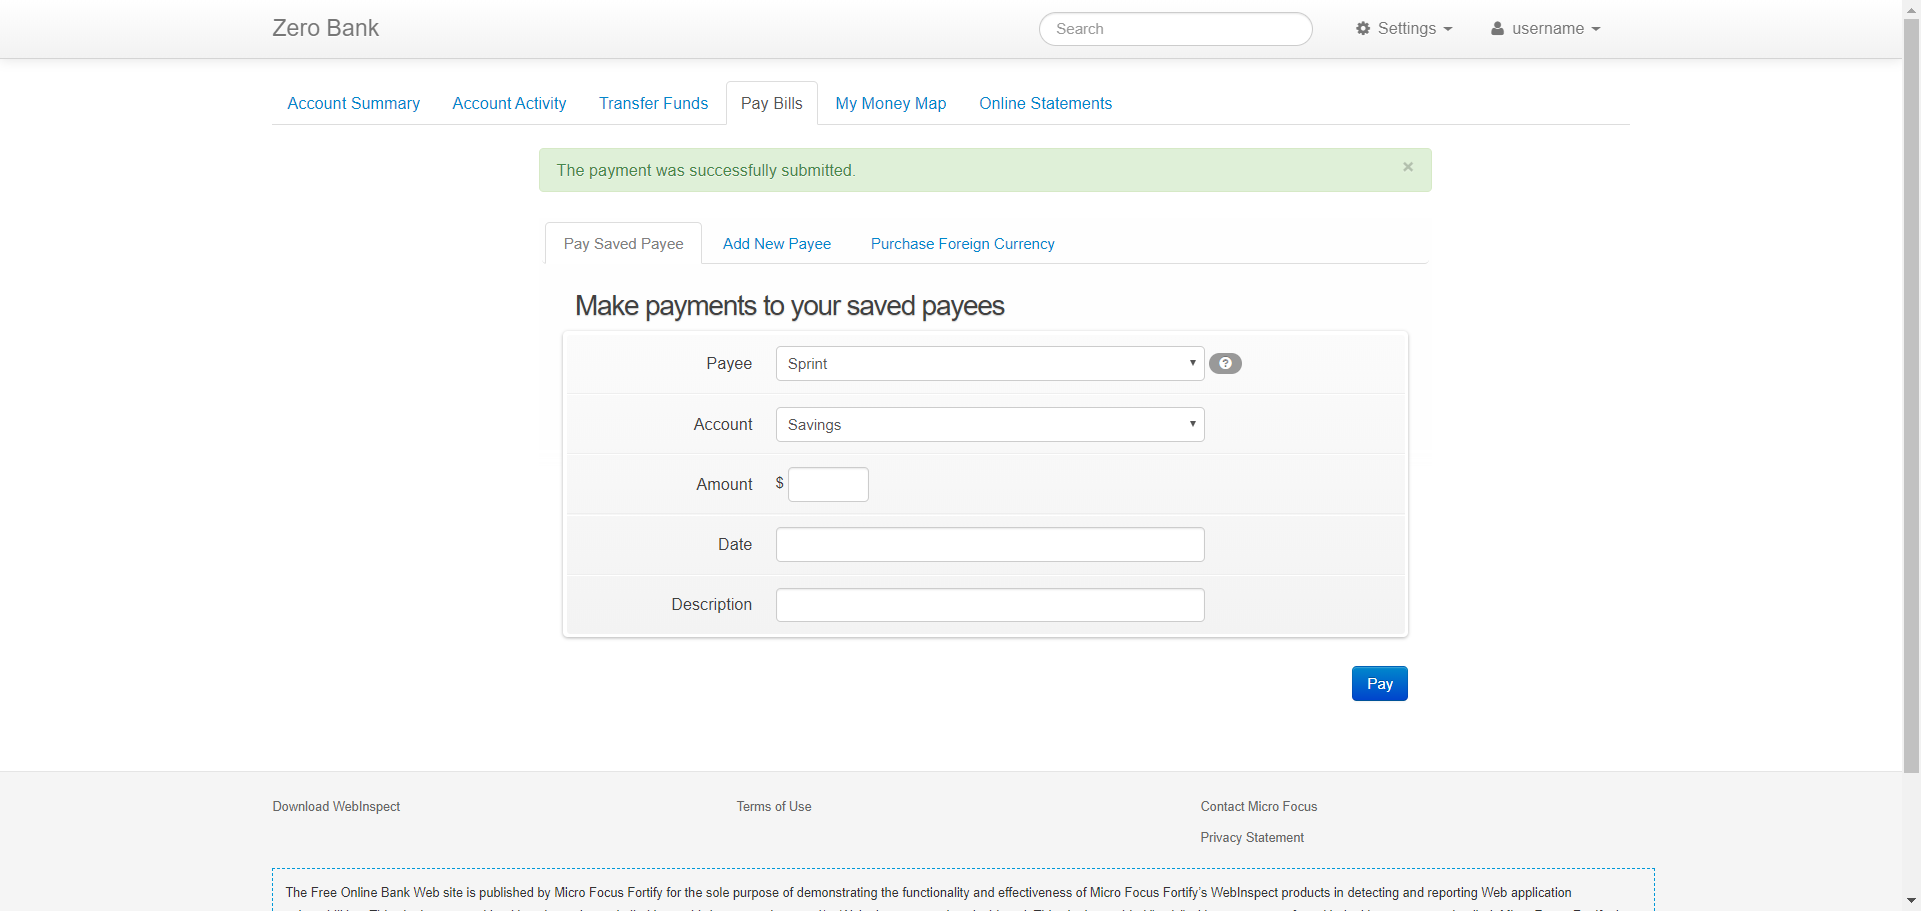 Zero Bank
Search
Settings
username
Account Summary
Account Activity
Transfer Funds
Pay Bills
My Money Map
Online Statements
The payment was successfully submitted.
×
Pay Saved Payee
Add New Payee
Purchase Foreign Currency
Make payments to your saved payees
Payee
Sprint
?
Account
Savings
Amount
$
Date
Description
Pay
Download WebInspect
Terms of Use
Contact Micro Focus
Privacy Statement
The Free Online Bank Web site is published by Micro Focus Fortify for the sole purpose of demonstrating the functionality and effectiveness of Micro Focus Fortify's WebInspect products in detecting and reporting Web application